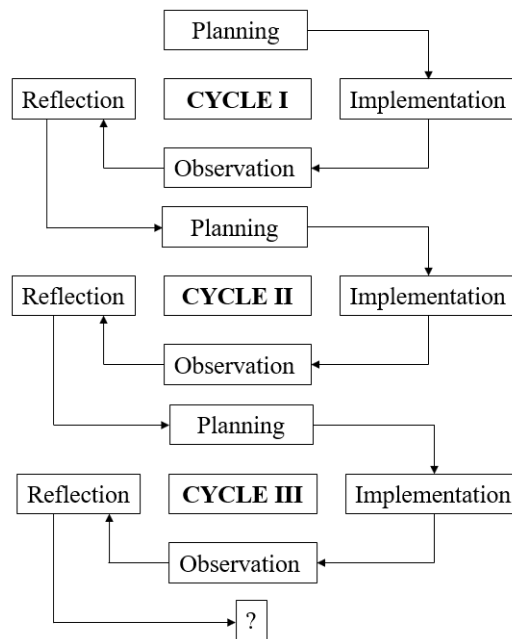 Planning
Reflection
CYCLE I
Implementation
Observation
Planning
Reflection
CYCLE II
Implementation
Observation
Planning
Reflection
CYCLE III
Implementation
Observation
?